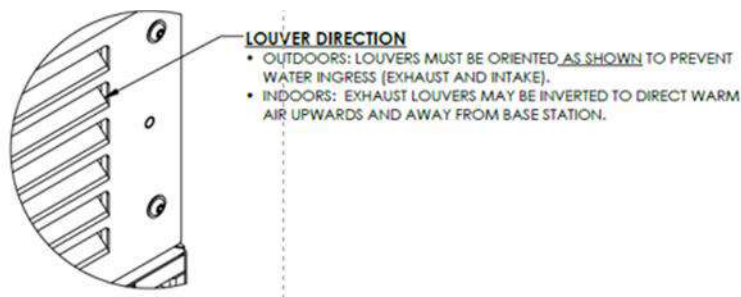 LOUVER DIRECTION
• OUTDOORS: LOUVERS MUST BE ORIENTED AS SHOWN TO PREVENT
WATER INGRESS (EXHAUST AND INTAKE).
• INDOORS: EXHAUST LOUVERS MAY BE INVERTED TO DIRECT WARM
AIR UPWARDS AND AWAY FROM BASE STATION.